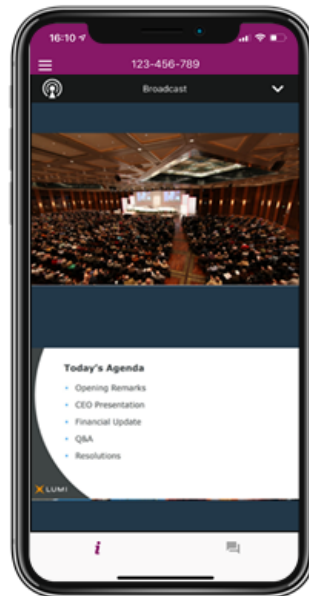 16:10
123-456-789
Broadcast
Today's Agenda
Opening Remarks
CEO Presentation
Financial Update
Q&A
Resolutions
LUMI
i